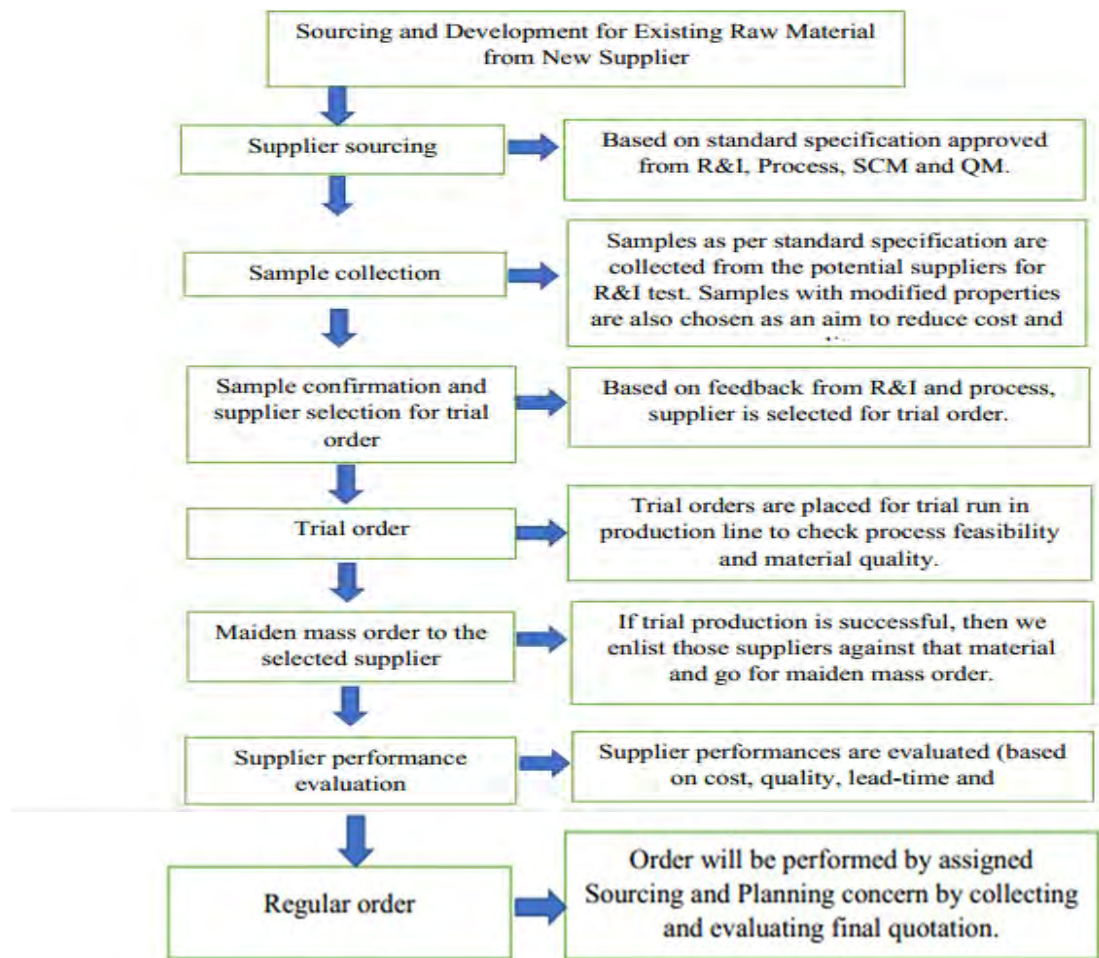 Sourcing and Development for Existing Raw Material
from New Supplier
Supplier sourcing
Based on standard specification approved
from R&I, Process, SCM and QM.
Sample collection
Samples as per standard specification are
collected from the potential suppliers for
R&I test. Samples with modified properties
are also chosen as an aim to reduce cost and
Sample confirmation and
supplier selection for trial
order
Based on feedback from R&I and process,
supplier is selected for trial order.
Trial order
Trial orders are placed for trial run in
production line to check process feasibility
and material quality.
Maiden mass order to the
selected supplier
If trial production is successful, then we
enlist those suppliers against that material
and go for maiden mass order.
Supplier performance
evaluation
Supplier performances are evaluated (based
on cost, quality, lead-time and
Regular order
Order will be performed by assigned
Sourcing and Planning concern by collecting
and evaluating final quotation.